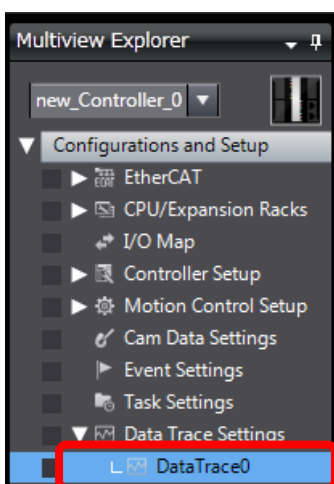 Multiview Explorer
new_Controller_0
Configurations and Setup
EtherCAT
CPU/Expansion Racks
I/O Map
Controller Setup
Motion Control Setup
Cam Data Settings
Event Settings
Task Settings
Data Trace Settings
DataTrace0